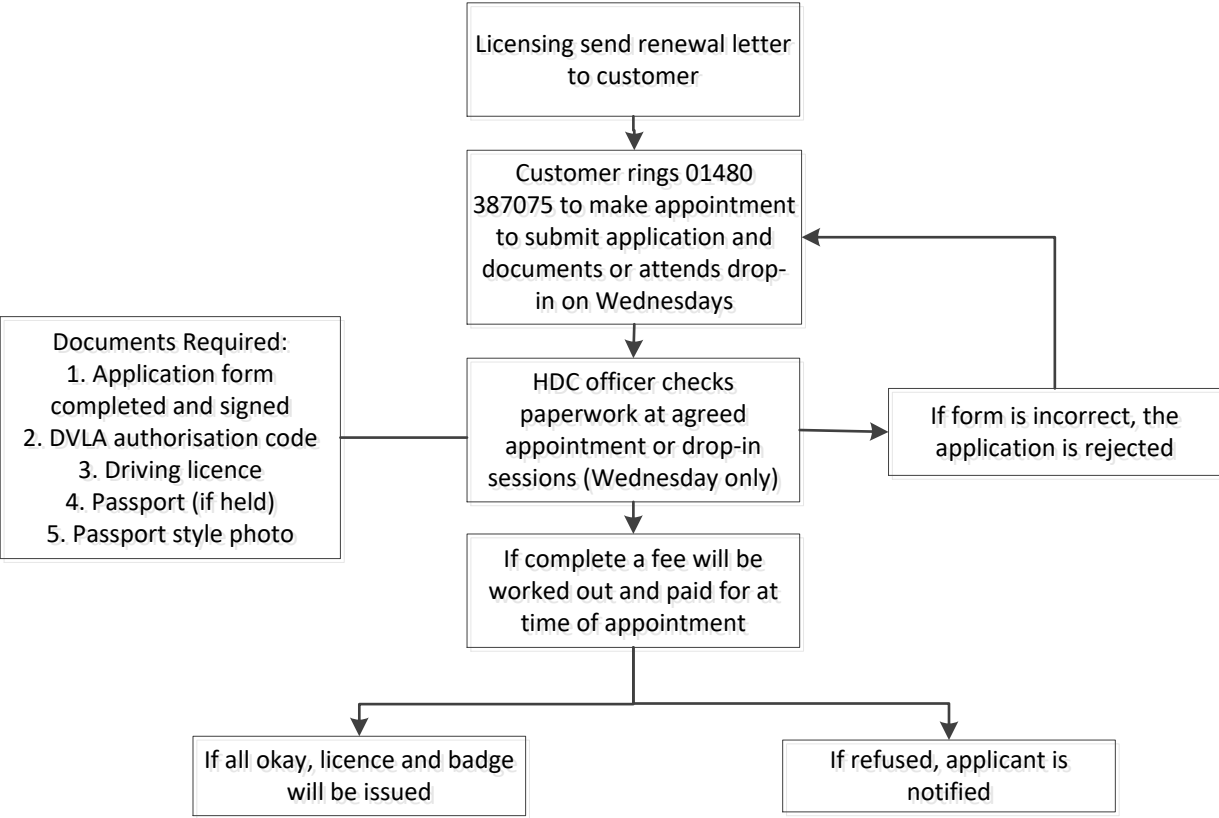 Licensing send renewal letter
to customer
Customer rings 01480
387075 to make appointment
to submit application and
documents or attends drop-
in on Wednesdays
Documents Required:
1. Application form
completed and signed
2. DVLA authorisation code
3. Driving licence
4. Passport (if held)
5. Passport style photo
HDC officer checks
paperwork at agreed
appointment or drop-in
sessions (Wednesday only)
If form is incorrect, the
application is rejected
If complete a fee will be
worked out and paid for at
time of appointment
If all okay, licence and badge
will be issued
If refused, applicant is
notified